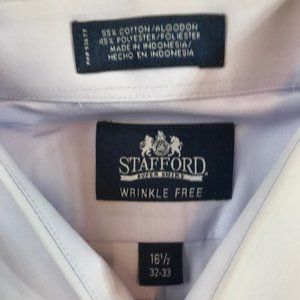 55% COTTON/ALGODON
45% POLYESTER/POLIESTER
MADE IN INDONESIA/
HECHO EN INDONESIA
STAFFORD
SUPER SHIRT
WRINKLE FREE
16½
32-33